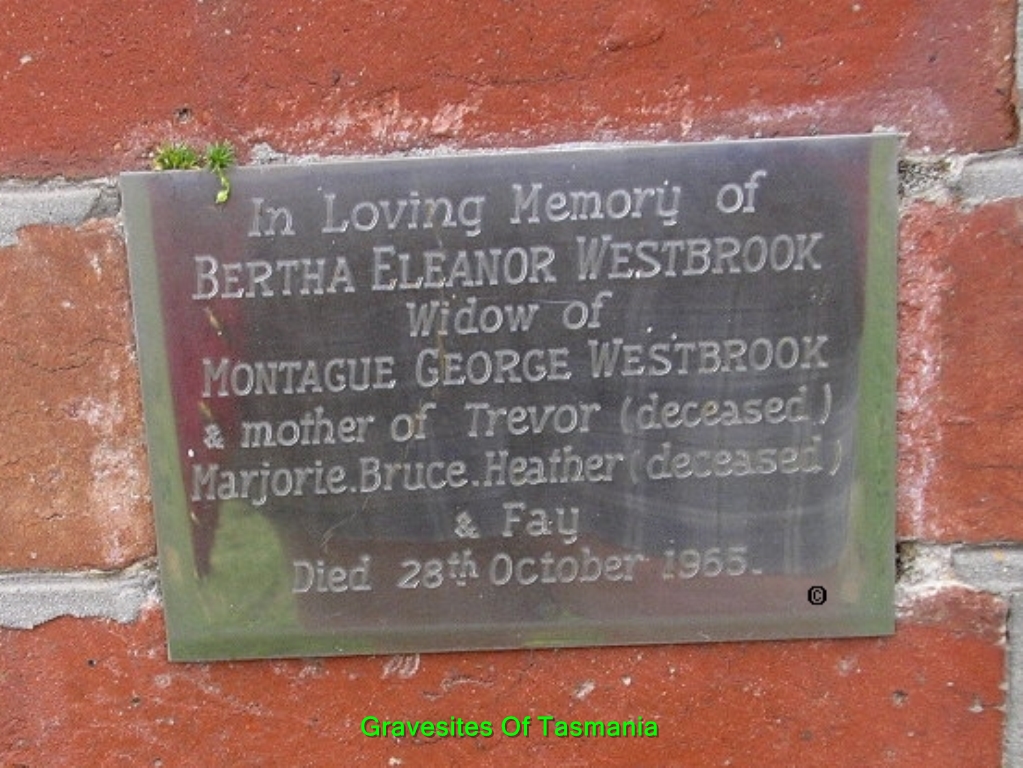 In Loving Memory of
BERTHA ELEANOR WESTBROOK
Widow of
MONTAGUE GEORGE WESTBROOK
& mother of Trevor (deceased)
Marjorie. Bruce. Heather (deceased)
& Fay
Died 28th October 1965.
©
Gravesites Of Tasmania